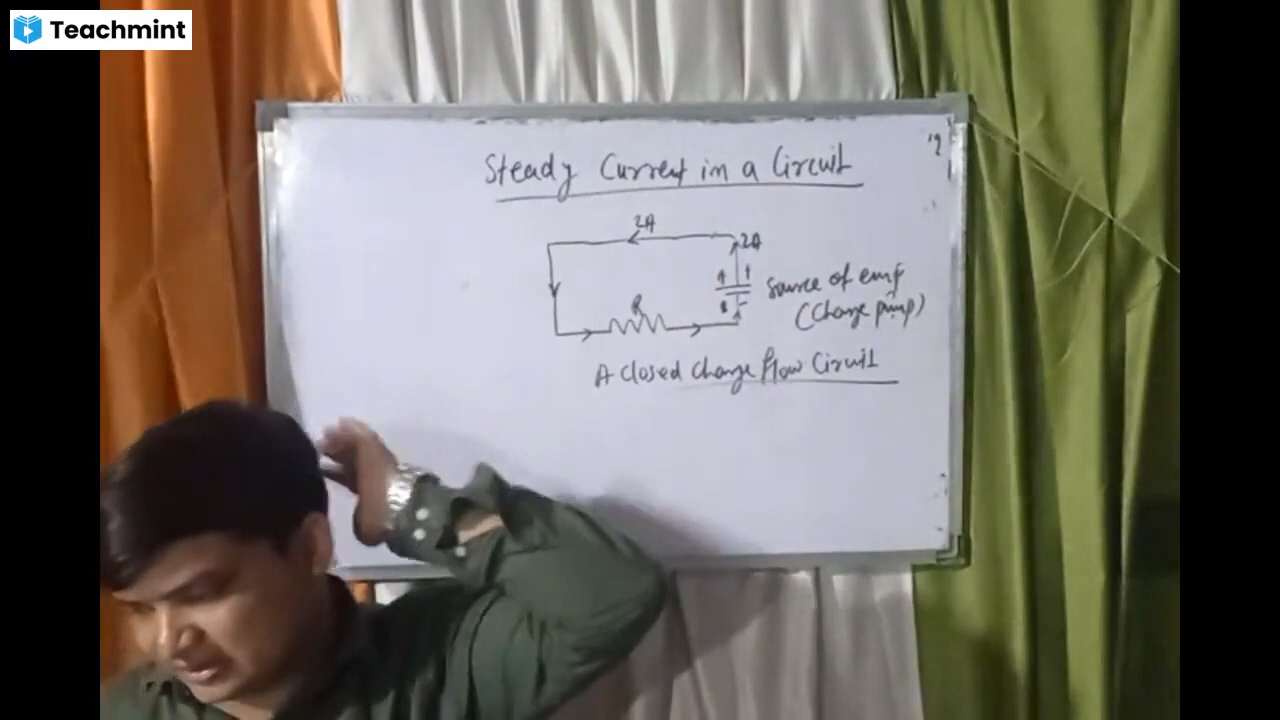 Teachmint
Steady Current in a Circuit
2A
2A
R
Source of emf
(Charge pump)
A closed charge flow Circuit